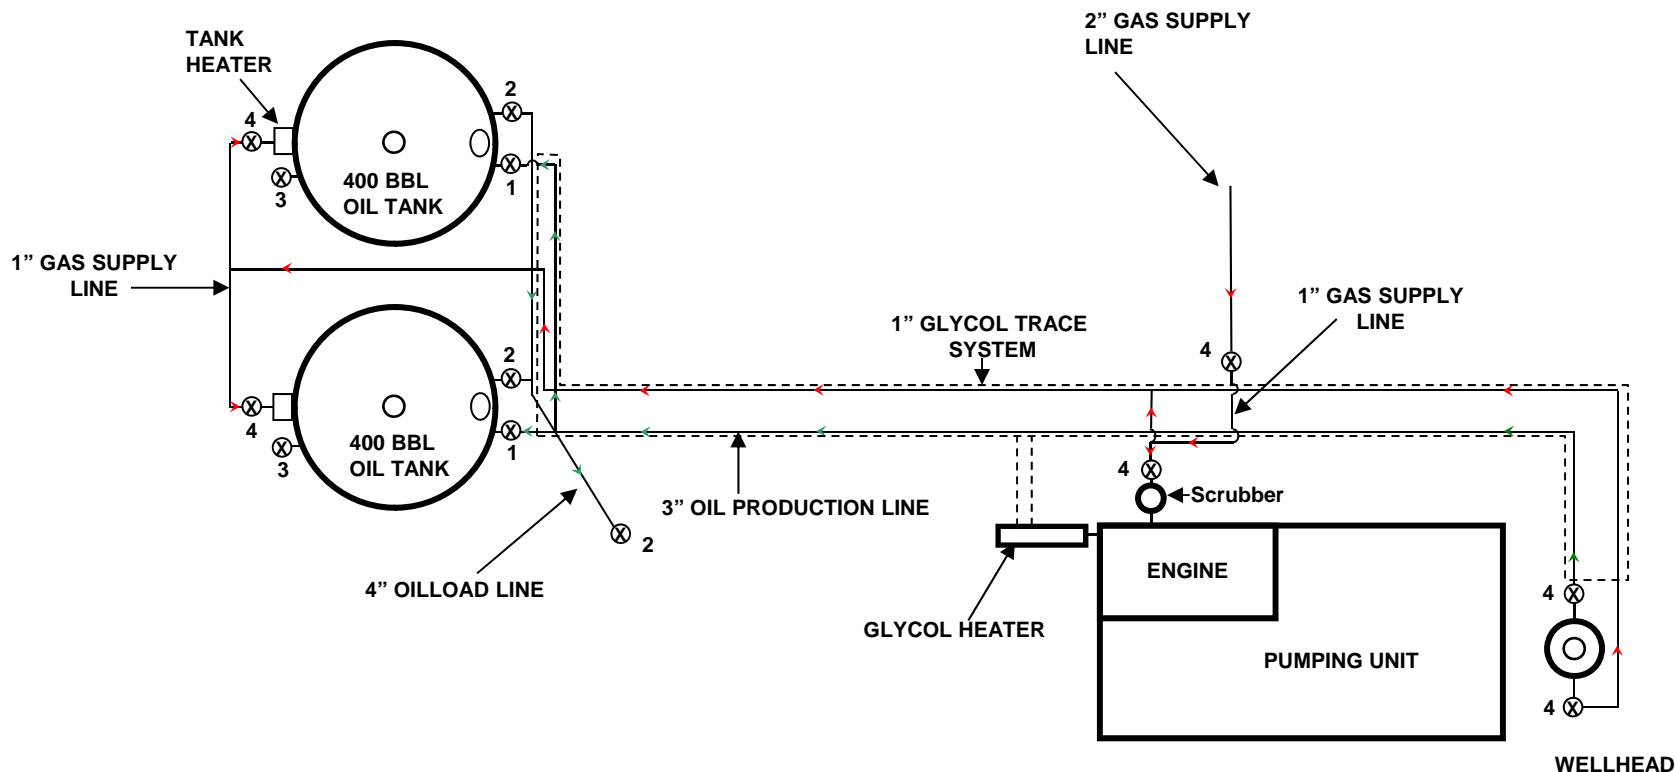 2” GAS SUPPLY
LINE
TANK
HEATER
2
4
X
X
400 BBL
OIL TANK
X
1
X
3
1” GAS SUPPLY
LINE
1” GAS SUPPLY
LINE
1” GLYCOL TRACE
SYSTEM
2
X
4
X
X
4
400 BBL
OIL TANK
X
1
X
3
4
X
Scrubber
3” OIL PRODUCTION LINE
X
2
4” OILLOAD LINE
ENGINE
4
X
GLYCOL HEATER
PUMPING UNIT
4
X
WELLHEAD